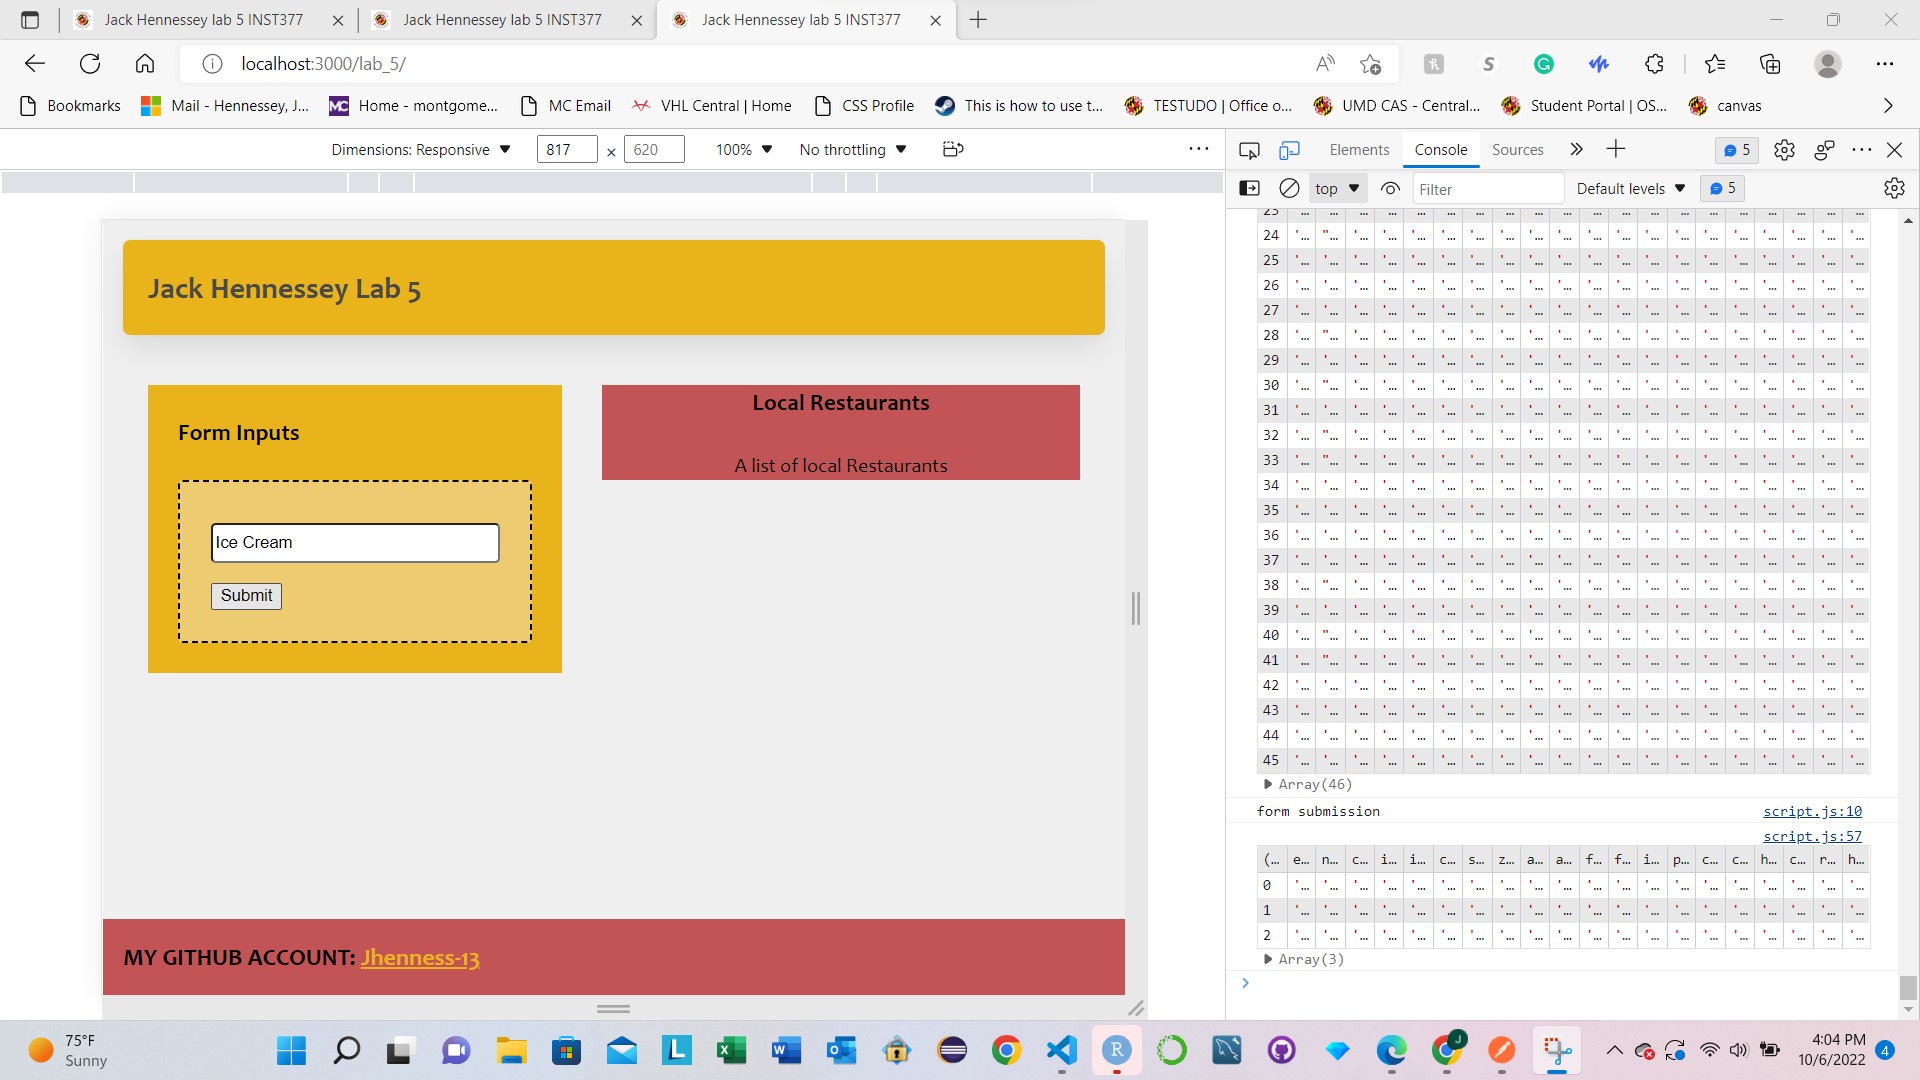 Jack Hennessey lab 5 INST377
Jack Hennessey lab 5 INST377
Jack Hennessey lab 5 INST377
localhost:3000/lab_5/
Bookmarks
Mail - Hennessey, J...
Home - montgome...
MC Email
VHL Central | Home
CSS Profile
This is how to use t...
TESTUDO | Office o...
UMD CAS - Central...
Student Portal | OS...
canvas
Dimensions: Responsive
817
×
620
100%
No throttling
Elements
Console
Sources
5
top
Filter
Default levels
5
Jack Hennessey Lab 5
Form Inputs
Ice Cream
Submit
Local Restaurants
A list of local Restaurants
MY GITHUB ACCOUNT: Jhenness-13
23 '… "… '… '… '… '… '… '… '… '… '… '… '… '… '… '… '… '… '… '…
24 '… "… '… '… '… '… '… '… '… '… '… '… '… '… '… '… '… '… '… '…
25 '… '… '… '… '… '… '… '… '… '… '… '… '… '… '… '… '… '… '… '…
26 '… "… '… '… '… '… '… '… '… '… '… '… '… '… '… '… '… '… '… '…
27 '… '… '… '… '… '… '… '… '… '… '… '… '… '… '… '… '… '… '… '…
28 '… "… '… '… '… '… '… '… '… '… '… '… '… '… '… '… '… '… '… '…
29 '… '… '… '… '… '… '… '… '… '… '… '… '… '… '… '… '… '… '… '…
30 '… "… '… '… '… '… '… '… '… '… '… '… '… '… '… '… '… '… '… '…
31 '… '… '… '… '… '… '… '… '… '… '… '… '… '… '… '… '… '… '… '…
32 '… "… '… '… '… '… '… '… '… '… '… '… '… '… '… '… '… '… '… '…
33 '… "… '… '… '… '… '… '… '… '… '… '… '… '… '… '… '… '… '… '…
34 '… '… '… '… '… '… '… '… '… '… '… '… '… '… '… '… '… '… '… '…
35 '… '… '… '… '… '… '… '… '… '… '… '… '… '… '… '… '… '… '… '…
36 '… "… '… '… '… '… '… '… '… '… '… '… '… '… '… '… '… '… '… '…
37 '… '… '… '… '… '… '… '… '… '… '… '… '… '… '… '… '… '… '… '…
38 '… "… '… '… '… '… '… '… '… '… '… '… '… '… '… '… '… '… '… '…
39 '… '… '… '… '… '… '… '… '… '… '… '… '… '… '… '… '… '… '… '…
40 '… "… '… '… '… '… '… '… '… '… '… '… '… '… '… '… '… '… '… '…
41 '… "… '… '… '… '… '… '… '… '… '… '… '… '… '… '… '… '… '… '…
42 '… '… '… '… '… '… '… '… '… '… '… '… '… '… '… '… '… '… '… '…
43 '… '… '… '… '… '… '… '… '… '… '… '… '… '… '… '… '… '… '… '…
44 '… '… '… '… '… '… '… '… '… '… '… '… '… '… '… '… '… '… '… '…
45 '… '… '… '… '… '… '… '… '… '… '… '… '… '… '… '… '… '… '… '…
Array(46)
form submission script.js:10
script.js:57
(… e… n… c… i… i… c… s… z… a… a… f… f… i… p… c… c… h… c… r… h…
0 '… '… '… '… '… '… '… '… '… '… '… '… '… '… '… '… '… '… '… '…
1 '… '… '… '… '… '… '… '… '… '… '… '… '… '… '… '… '… '… '… '…
2 '… '… '… '… '… '… '… '… '… '… '… '… '… '… '… '… '… '… '… '…
Array(3)
75°F
Sunny
4:04 PM
10/6/2022
4